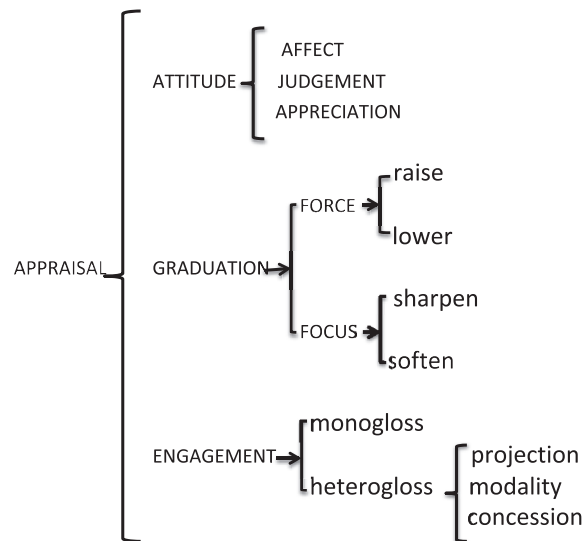 AFFECT
ATTITUDE
JUDGEMENT
APPRECIATION
raise
FORCE
lower
APPRAISAL
GRADUATION
sharpen
FOCUS
soften
monogloss
ENGAGEMENT
projection
heterogloss
modality
concession